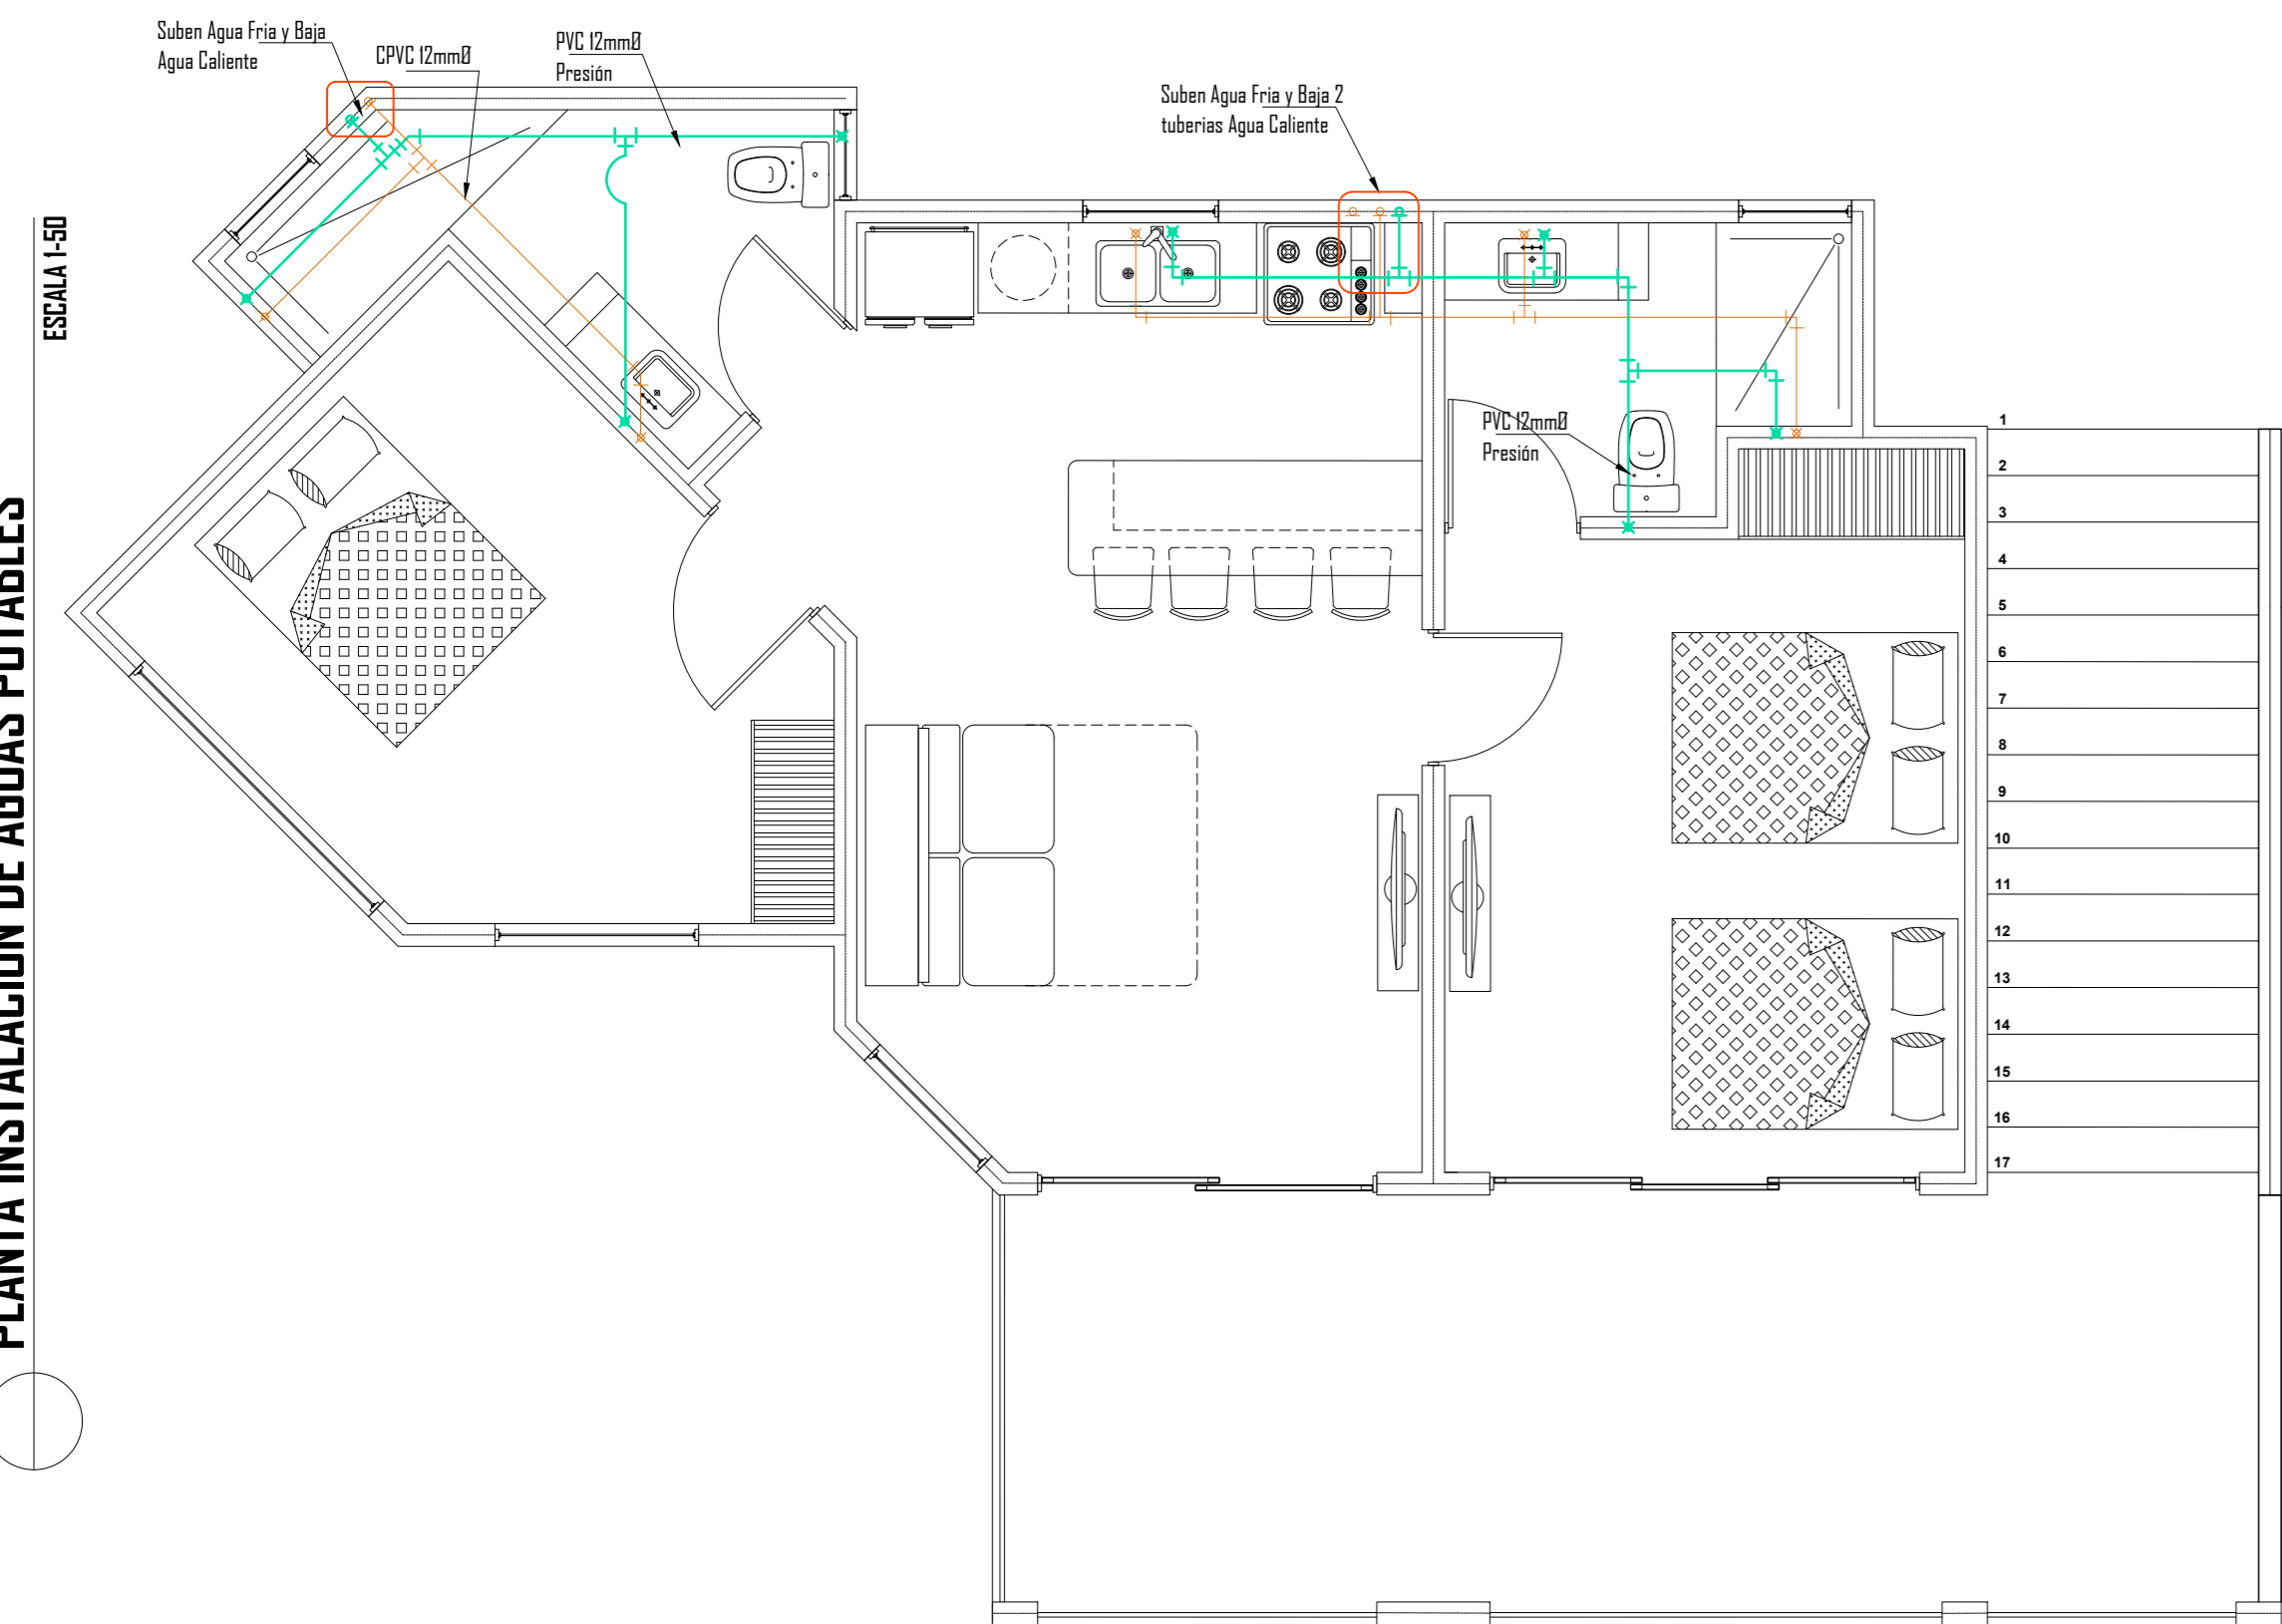 Suben Agua Fria y Baja
Agua Caliente
CPVC 12mmØ
PVC 12mmØ
Presión
Suben Agua Fria y Baja 2
tuberias Agua Caliente
PVC 12mmØ
Presión
ESCALA 1-50
PLANTA INSTALACION DE AGUAS POTABLES
1
2
3
4
5
6
7
8
9
10
11
12
13
14
15
16
17